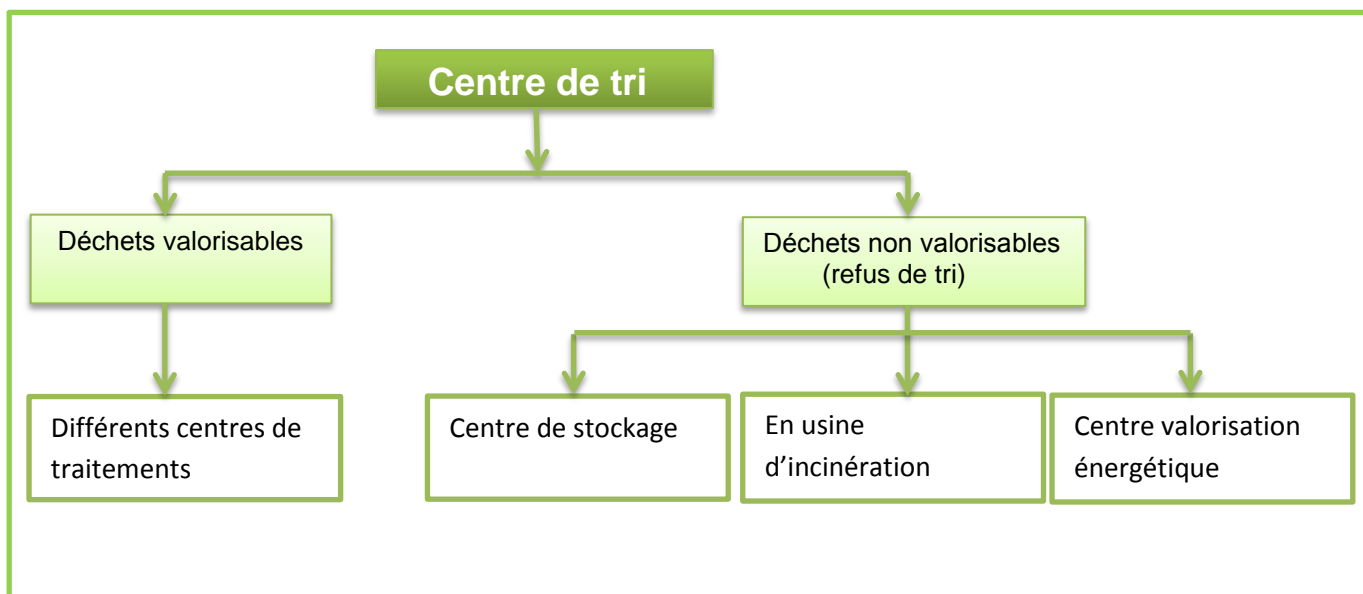 Centre de tri
Déchets valorisables
Déchets non valorisables
(refus de tri)
Différents centres de
traitements
Centre de stockage
En usine
d’incinération
Centre valorisation
énergétique